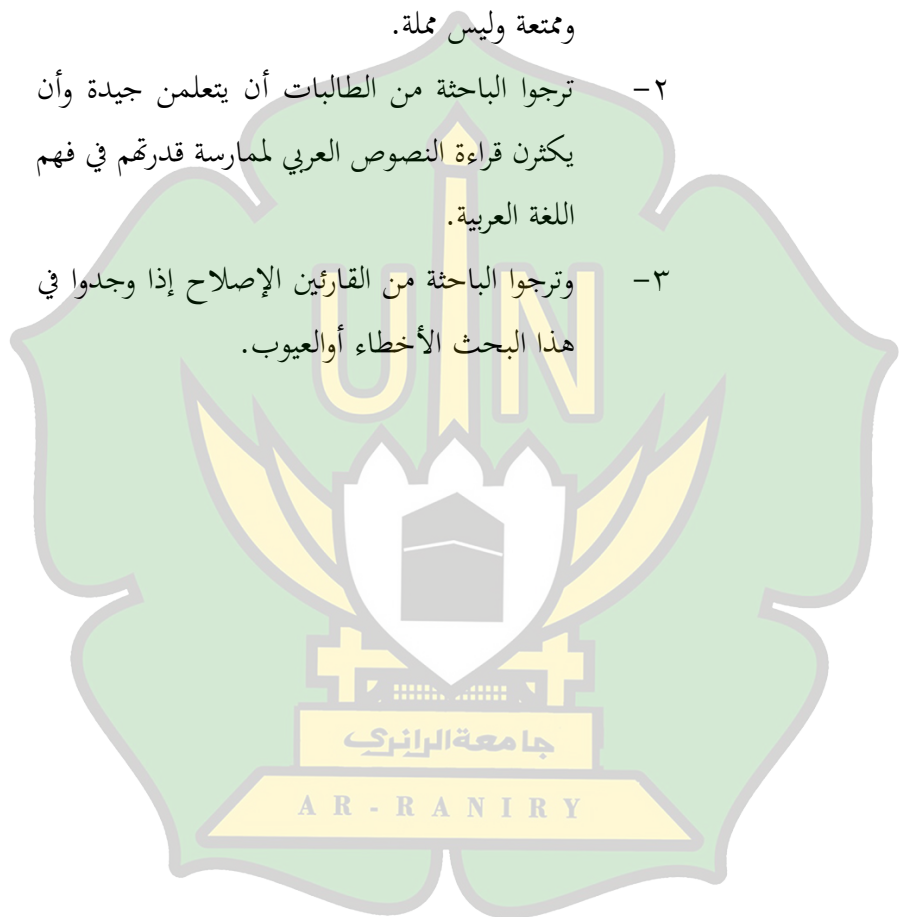 وممتعة وليس مملة.
٢- ترجوا الباحثة من الطالبات أن يتعلمن جيدة وأن
يكثرن قراءة النصوص العربي لممارسة قدرتهم في فهم
اللغة العربية.
٣- وترجوا الباحثة من القارئين الإصلاح إذا وجدوا في
هذا البحث الأخطاء أوالعيوب.
UIN
جامعةالرانري
AR-RANIRY